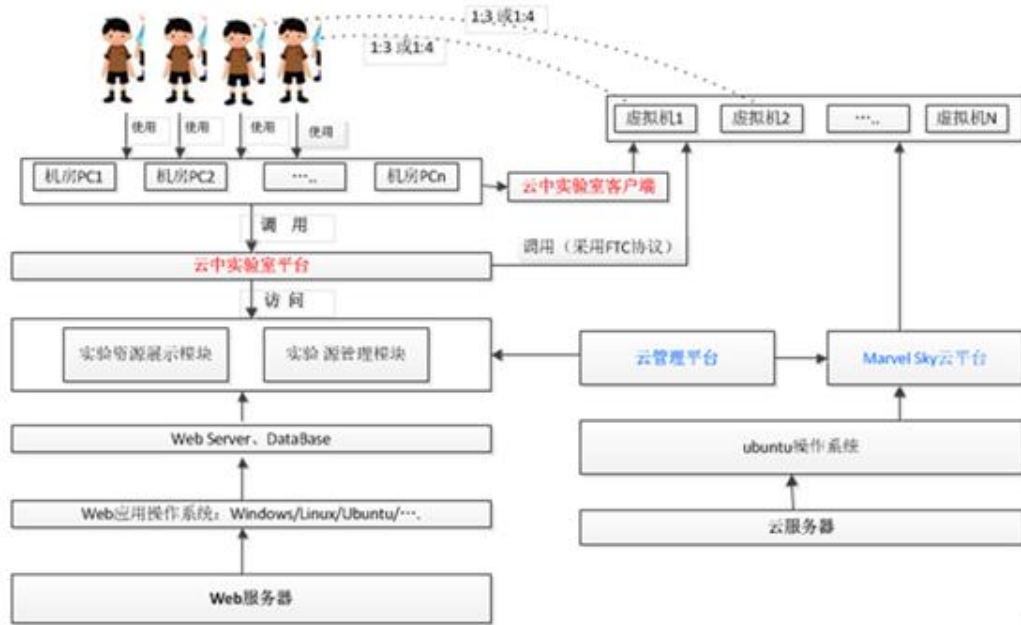 1:3 或1:4
1:3 或1:4
虚拟机1 虚拟机2 ….. 虚拟机N
使用 使用 使用 使用
机房PC1 机房PC2 ….. 机房PCn
云中实验室客户端
调 用
调用（采用FTC协议）
云中实验室平台
访 问
实验资源展示模块 实验 源管理模块
云管理平台
Marvel Sky云平台
Web Server、DataBase
ubuntu操作系统
Web应用操作系统：Windows/Linux/Ubuntu/….
云服务器
Web服务器